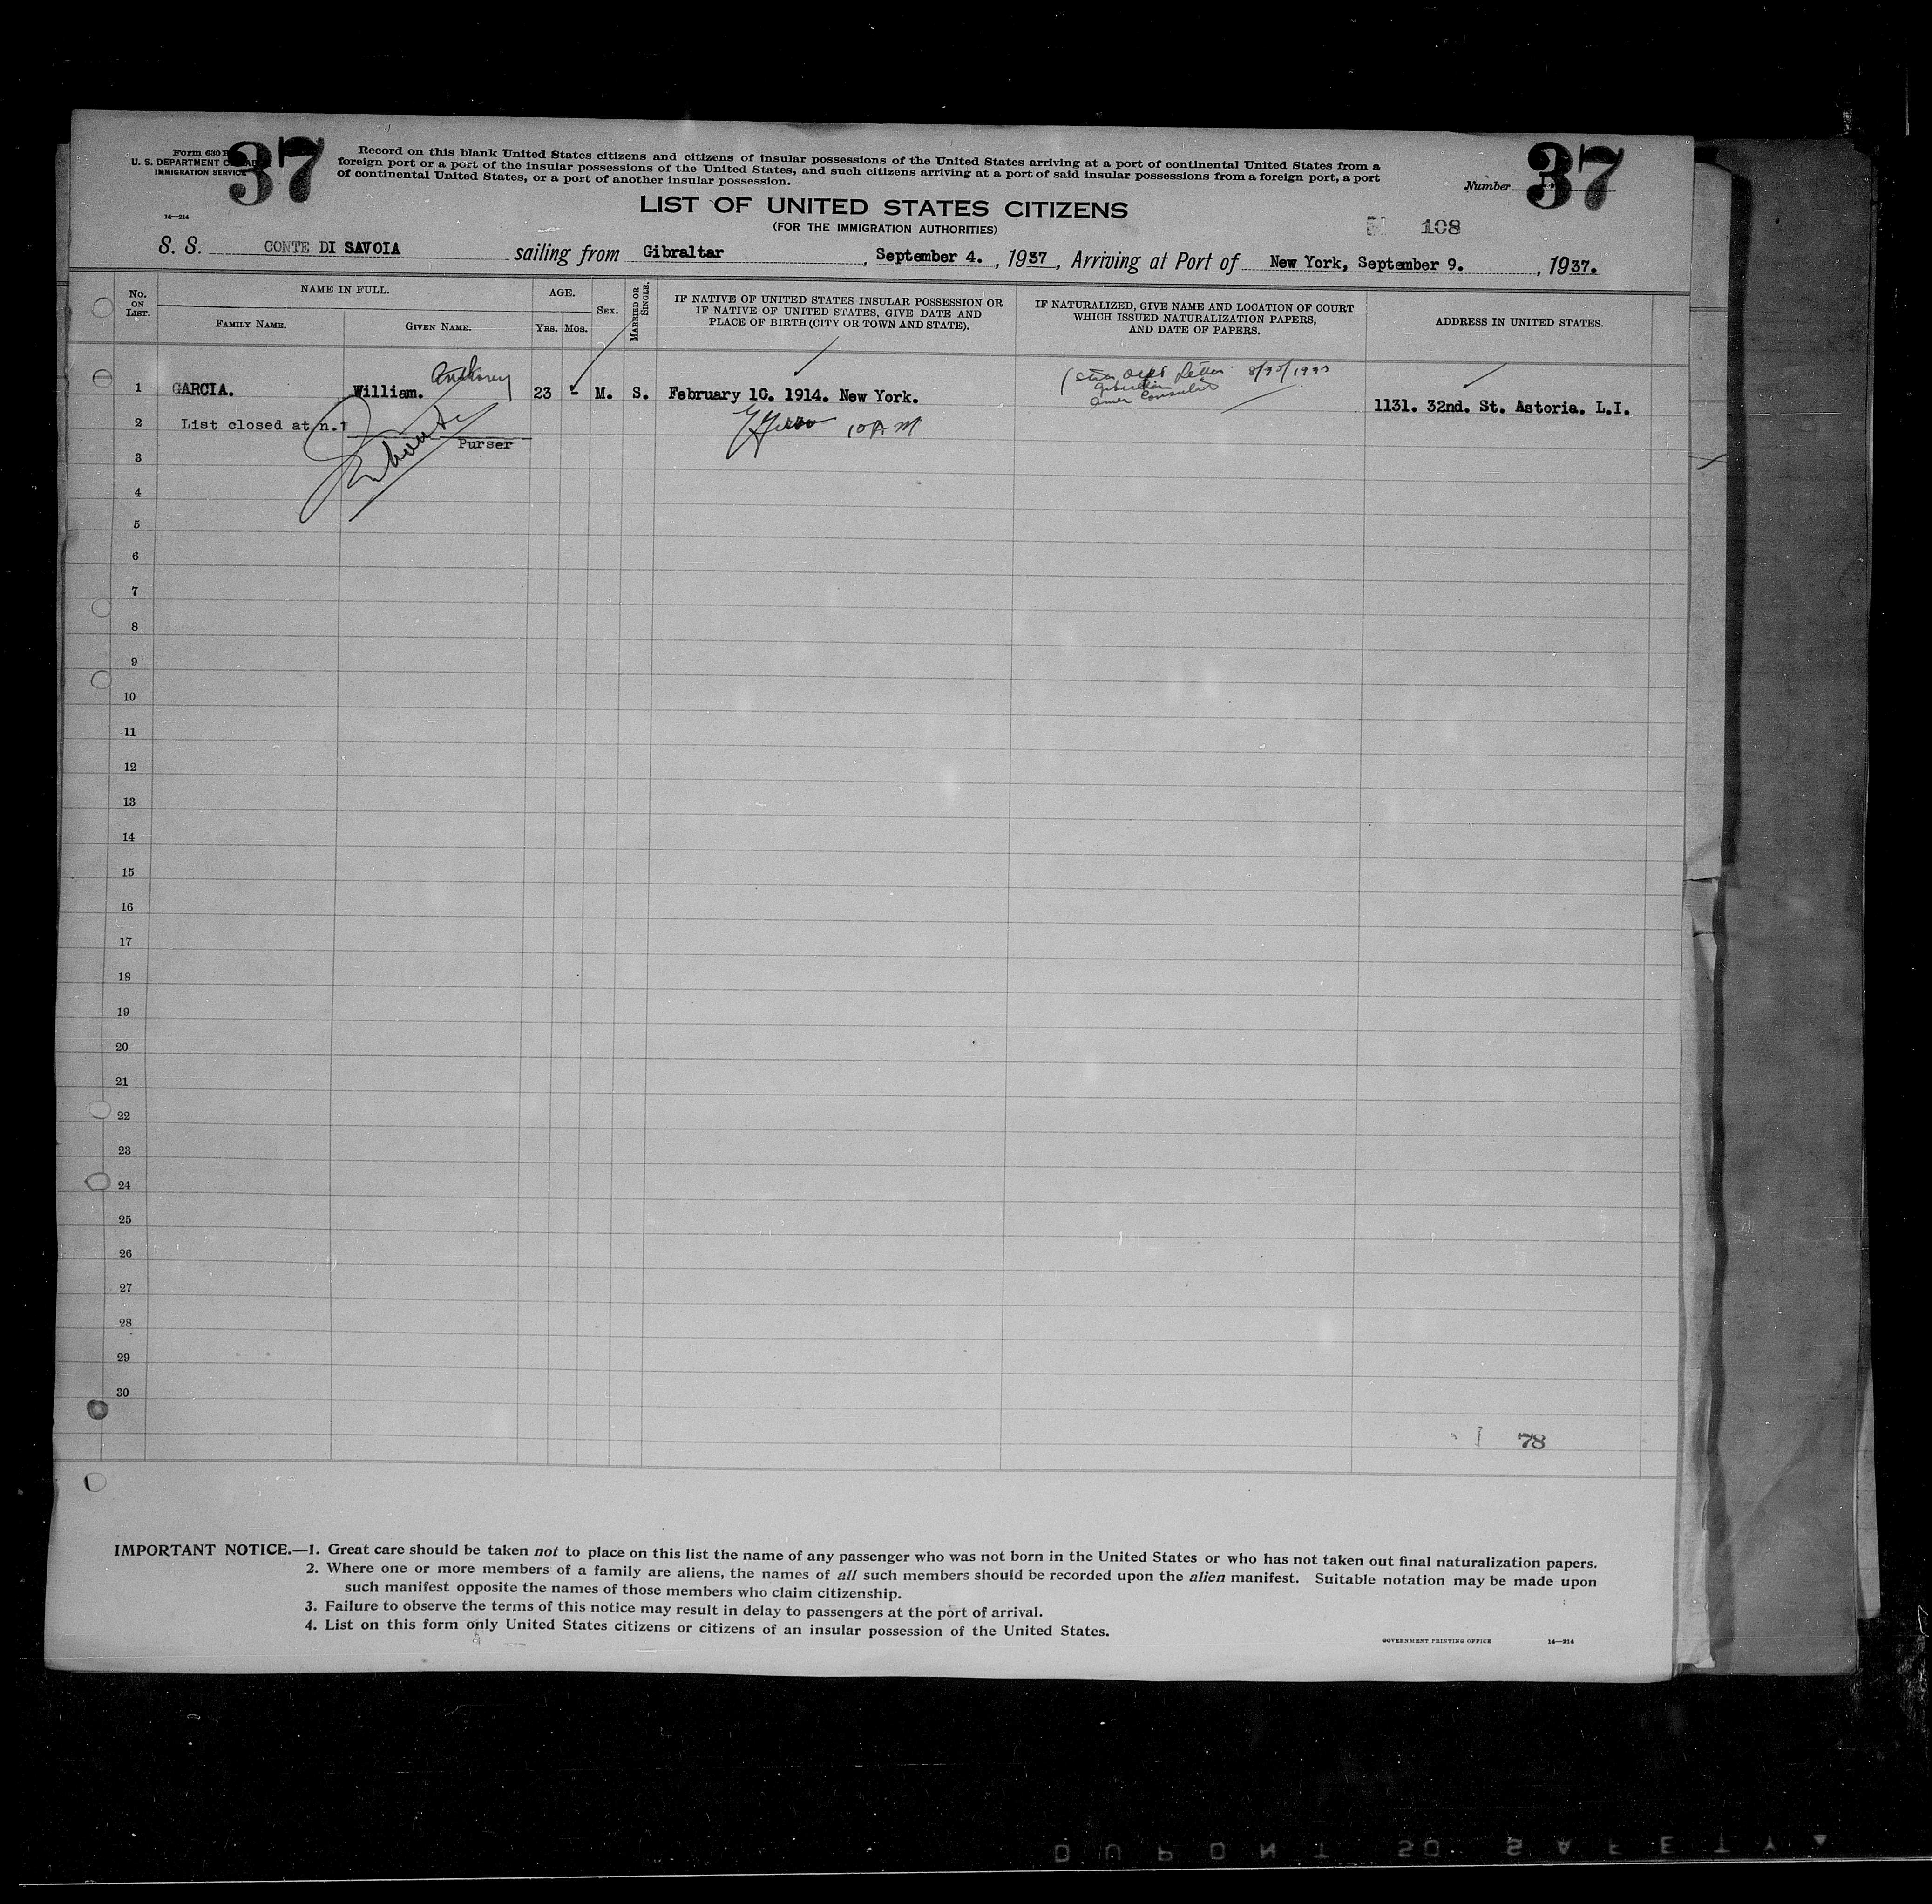 Form 630
U. S. DEPARTMENT OF
IMMIGRATION SERVICE
37
14—214
Record on this blank United States citizens and citizens of insular possessions of the United States arriving at a port of continental United States from a
foreign port or a port of the insular possessions of the United States, and such citizens arriving at a port of said insular possessions from a foreign port, a port
of continental United States, or a port of another insular possession.
Number 37
LIST OF UNITED STATES CITIZENS
(FOR THE IMMIGRATION AUTHORITIES)
108
S. S. CONTE DI SAVOIA sailing from Gibraltar, September 4., 1937, Arriving at Port of New York, September 9., 1937.
No. ON LIST.
NAME IN FULL.
FAMILY NAME.
GIVEN NAME.
AGE.
YRS. MOS.
SEX.
MARRIED OR SINGLE.
IF NATIVE OF UNITED STATES INSULAR POSSESSION OR
IF NATIVE OF UNITED STATES, GIVE DATE AND
PLACE OF BIRTH (CITY OR TOWN AND STATE).
IF NATURALIZED, GIVE NAME AND LOCATION OF COURT
WHICH ISSUED NATURALIZATION PAPERS,
AND DATE OF PAPERS.
ADDRESS IN UNITED STATES.
1 GARCIA. William. Anthony 23 - M. S. February 10. 1914. New York. 1131. 32nd. St. Astoria. L.I.
Amer Consulate
2 List closed at n.1
10 AM
Purser
3
4
5
6
7
8
9
10
11
12
13
14
15
16
17
18
19
20
21
22
23
24
25
26
27
28
29
30
78
IMPORTANT NOTICE.—1. Great care should be taken not to place on this list the name of any passenger who was not born in the United States or who has not taken out final naturalization papers.
2. Where one or more members of a family are aliens, the names of all such members should be recorded upon the alien manifest. Suitable notation may be made upon
such manifest opposite the names of those members who claim citizenship.
3. Failure to observe the terms of this notice may result in delay to passengers at the port of arrival.
4. List on this form only United States citizens or citizens of an insular possession of the United States.
GOVERNMENT PRINTING OFFICE 14—214
DUPONT SO SAFETY